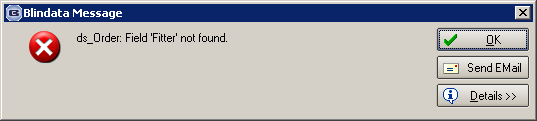 Blindata Message
ds_Order: Field 'Fitter' not found.
OK
Send EMail
Details >>